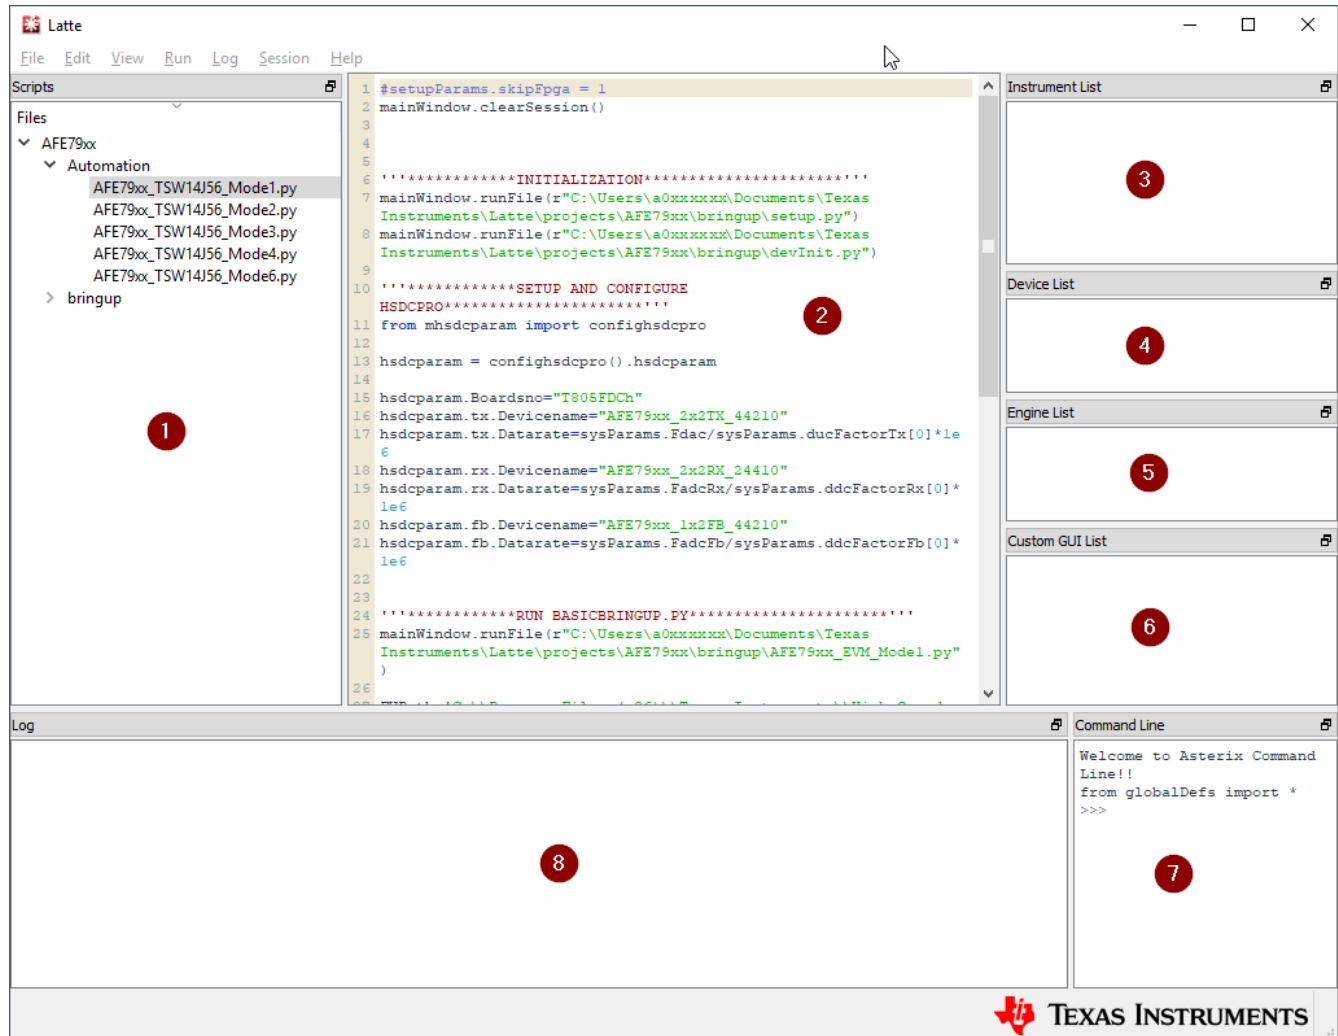 Latte
File Edit View Run Log Session Help
Scripts
Files
AFE79xx
Automation
AFE79xx_TSW14J56_Mode1.py
AFE79xx_TSW14J56_Mode2.py
AFE79xx_TSW14J56_Mode3.py
AFE79xx_TSW14J56_Mode4.py
AFE79xx_TSW14J56_Mode6.py
bringup
1
1 #setupParams.skipFpga = 1
2 mainWindow.clearSession()
3
4
5
6 '''************INITIALIZATION**********************'''
7 mainWindow.runFile(r"C:\Users\a0xxxxxx\Documents\Texas
Instruments\Latte\projects\AFE79xx\bringup\setup.py")
8 mainWindow.runFile(r"C:\Users\a0xxxxxx\Documents\Texas
Instruments\Latte\projects\AFE79xx\bringup\devInit.py")
9
10 '''************SETUP AND CONFIGURE
HSDCPRO**********************'''
11 from mhsdcparam import confighsdcpro
12
13 hsdcparam = confighsdcpro().hsdcparam
14
15 hsdcparam.Boardsno="T805FDCh"
16 hsdcparam.tx.Devicename="AFE79xx_2x2TX_44210"
17 hsdcparam.tx.Datarate=sysParams.Fdac/sysParams.ducFactorTx[0]*1e
6
18 hsdcparam.rx.Devicename="AFE79xx_2x2RX_24410"
19 hsdcparam.rx.Datarate=sysParams.FadcRx/sysParams.ddcFactorRx[0]*
1e6
20 hsdcparam.fb.Devicename="AFE79xx_1x2FB_44210"
21 hsdcparam.fb.Datarate=sysParams.FadcFb/sysParams.ddcFactorFb[0]*
1e6
22
23
24 '''************RUN BASICBRINGUP.PY**********************'''
25 mainWindow.runFile(r"C:\Users\a0xxxxxx\Documents\Texas
Instruments\Latte\projects\AFE79xx\bringup\AFE79xx_EVM_Mode1.py"
)
26
2
Instrument List
3
Device List
4
Engine List
5
Custom GUI List
6
Log
8
Command Line
Welcome to Asterix Command
Line!!
from globalDefs import *
>>>
7
TEXAS INSTRUMENTS